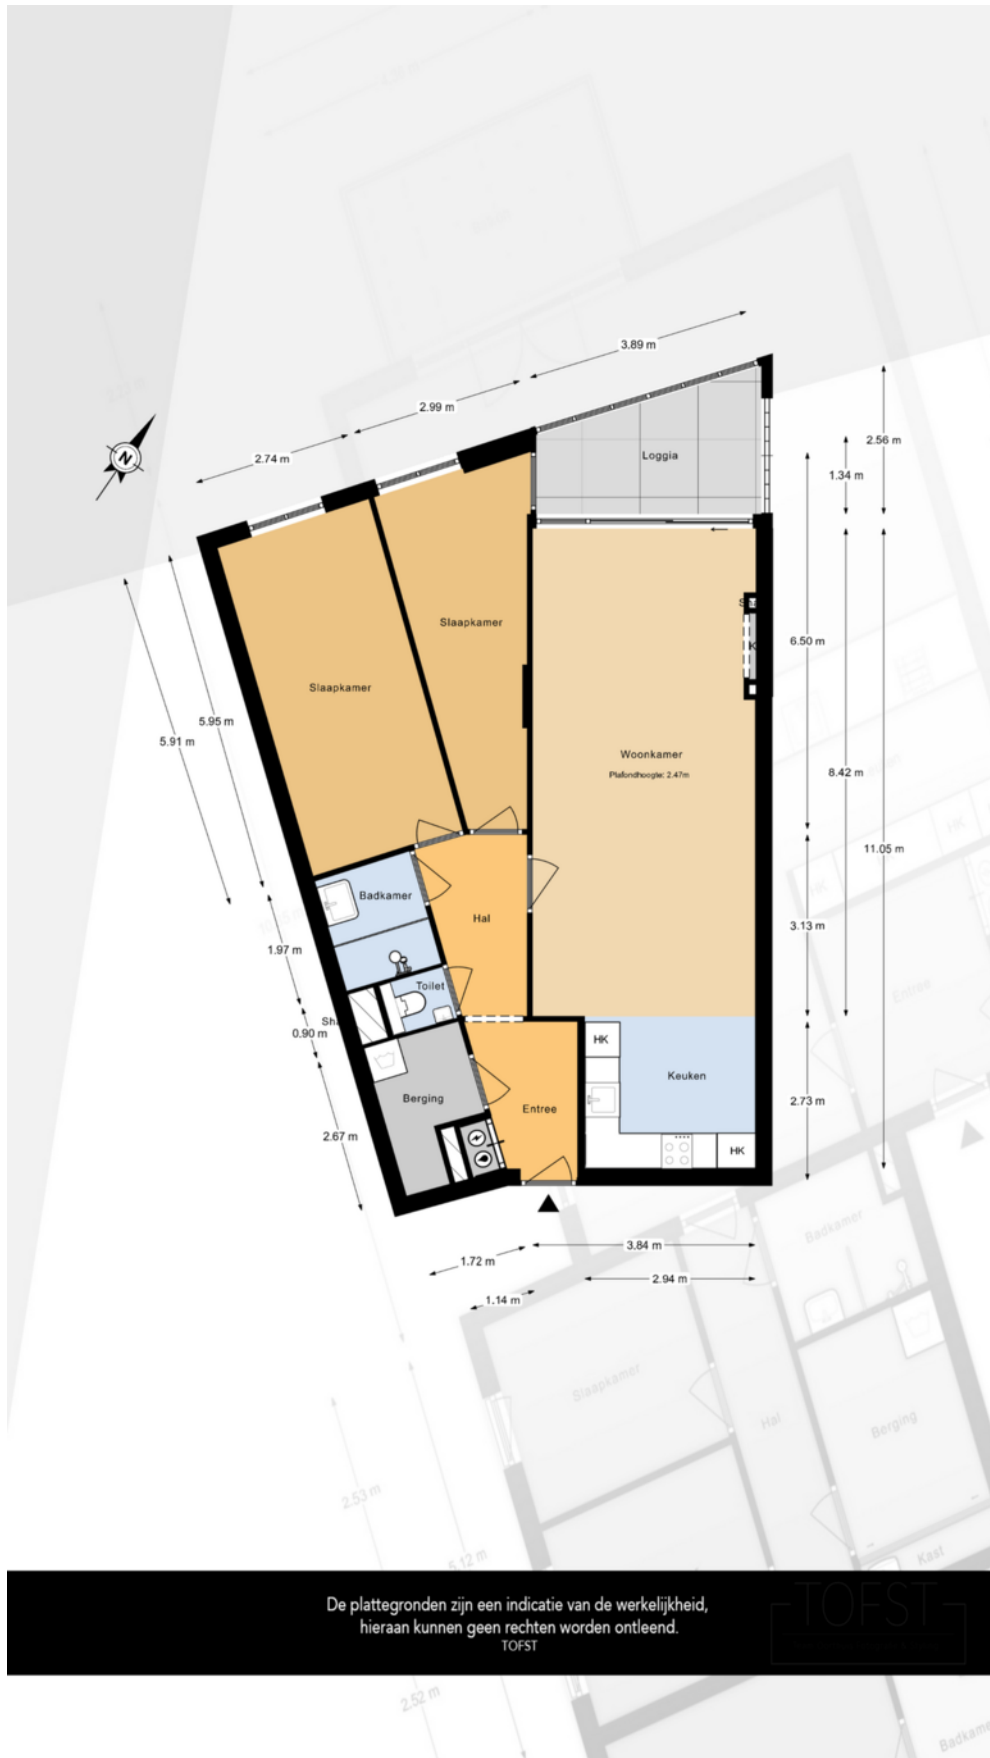 3.89 m
2.99 m
2.74 m
2.56 m
1.34 m
N
Loggia
Slaapkamer
Slaapkamer
6.50 m
5.95 m
5.91 m
Woonkamer
Plafondhoogte: 2.47m
8.42 m
11.05 m
Badkamer
Hal
3.13 m
1.97 m
Toilet
0.90 m
HK
Keuken
Berging
Entree
2.73 m
2.67 m
HK
3.84 m
1.72 m
2.94 m
1.14 m
HK
HK
Entree
Badkamer
Slaapkamer
Hal
Berging
2.53 m
5.12 m
Kast
De plattegronden zijn een indicatie van de werkelijkheid,
hieraan kunnen geen rechten worden ontleend.
TOFST
TOFST
2.52 m